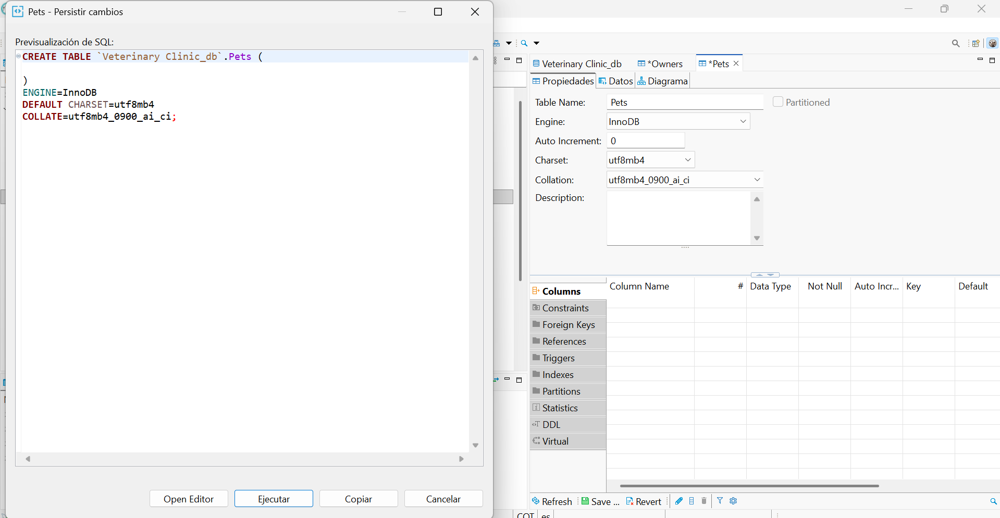 Pets - Persistir cambios
Previsualización de SQL:
CREATE TABLE `Veterinary Clinic_db`.Pets (
)
ENGINE=InnoDB
DEFAULT CHARSET=utf8mb4
COLLATE=utf8mb4_0900_ai_ci;
Open Editor Ejecutar Copiar Cancelar
Veterinary Clinic_db *Owners *Pets
Propiedades Datos Diagrama
Table Name: Pets Partitioned
Engine: InnoDB
Auto Increment: 0
Charset: utf8mb4
Collation: utf8mb4_0900_ai_ci
Description:
Column Name # Data Type Not Null Auto Incr... Key Default
Columns
Constraints
Foreign Keys
References
Triggers
Indexes
Partitions
Statistics
DDL
Virtual
Refresh Save ... Revert
COT es